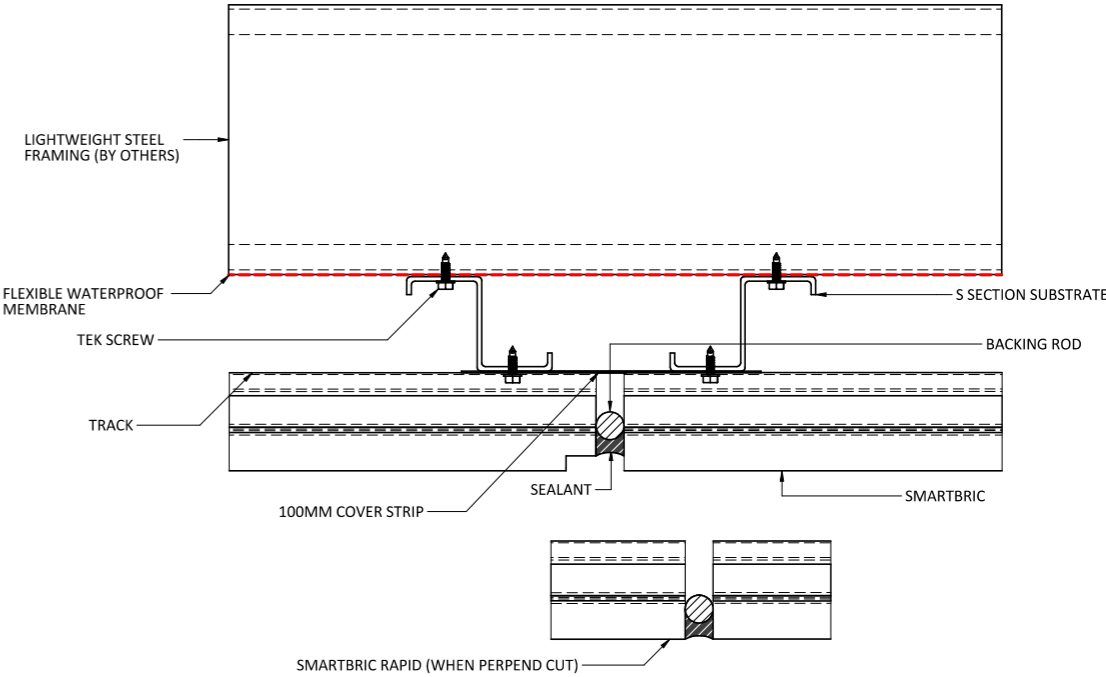 LIGHTWEIGHT STEEL
FRAMING (BY OTHERS)
FLEXIBLE WATERPROOF
MEMBRANE
S SECTION SUBSTRATE
TEK SCREW
BACKING ROD
TRACK
SEALANT
SMARTBRIC
100MM COVER STRIP
SMARTBRIC RAPID (WHEN PERPEND CUT)